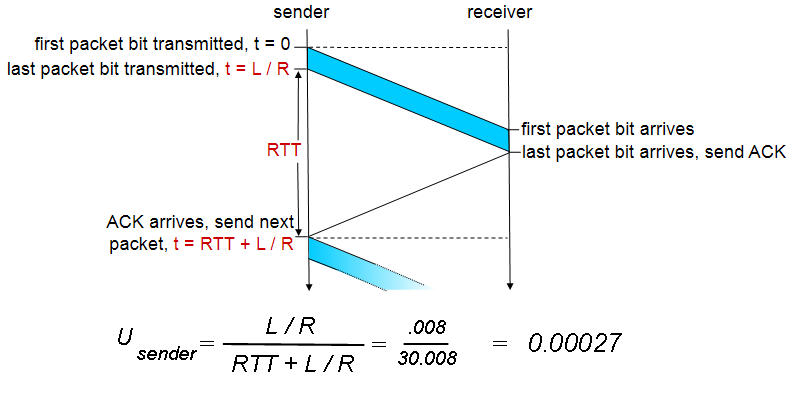 sender
receiver
first packet bit transmitted, t = 0
last packet bit transmitted, t = L / R
first packet bit arrives
RTT
last packet bit arrives, send ACK
ACK arrives, send next
packet, t = RTT + L / R
U sender = L / R / RTT + L / R = .008 / 30.008 = 0.00027